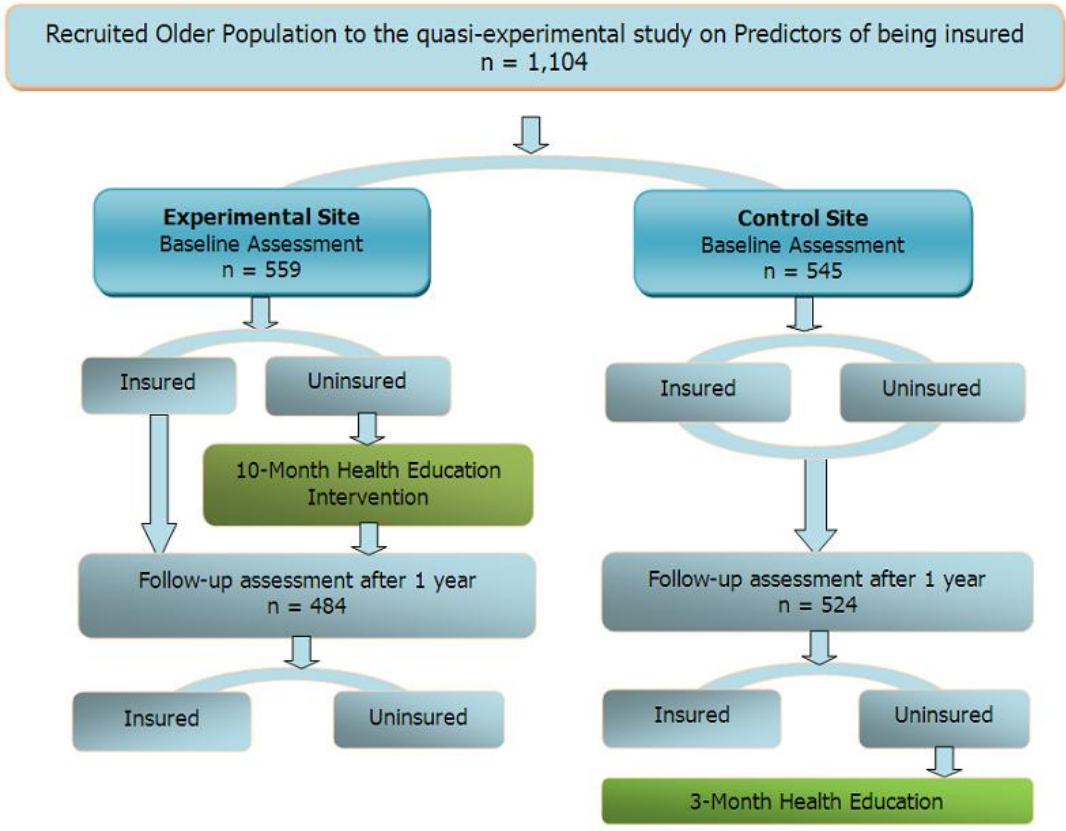 Recruited Older Population to the quasi-experimental study on Predictors of being insured
n = 1,104
Experimental Site
Baseline Assessment
n = 559
Control Site
Baseline Assessment
n = 545
Insured
Uninsured
Insured
Uninsured
10-Month Health Education
Intervention
Follow-up assessment after 1 year
n = 484
Follow-up assessment after 1 year
n = 524
Insured
Uninsured
Insured
Uninsured
3-Month Health Education